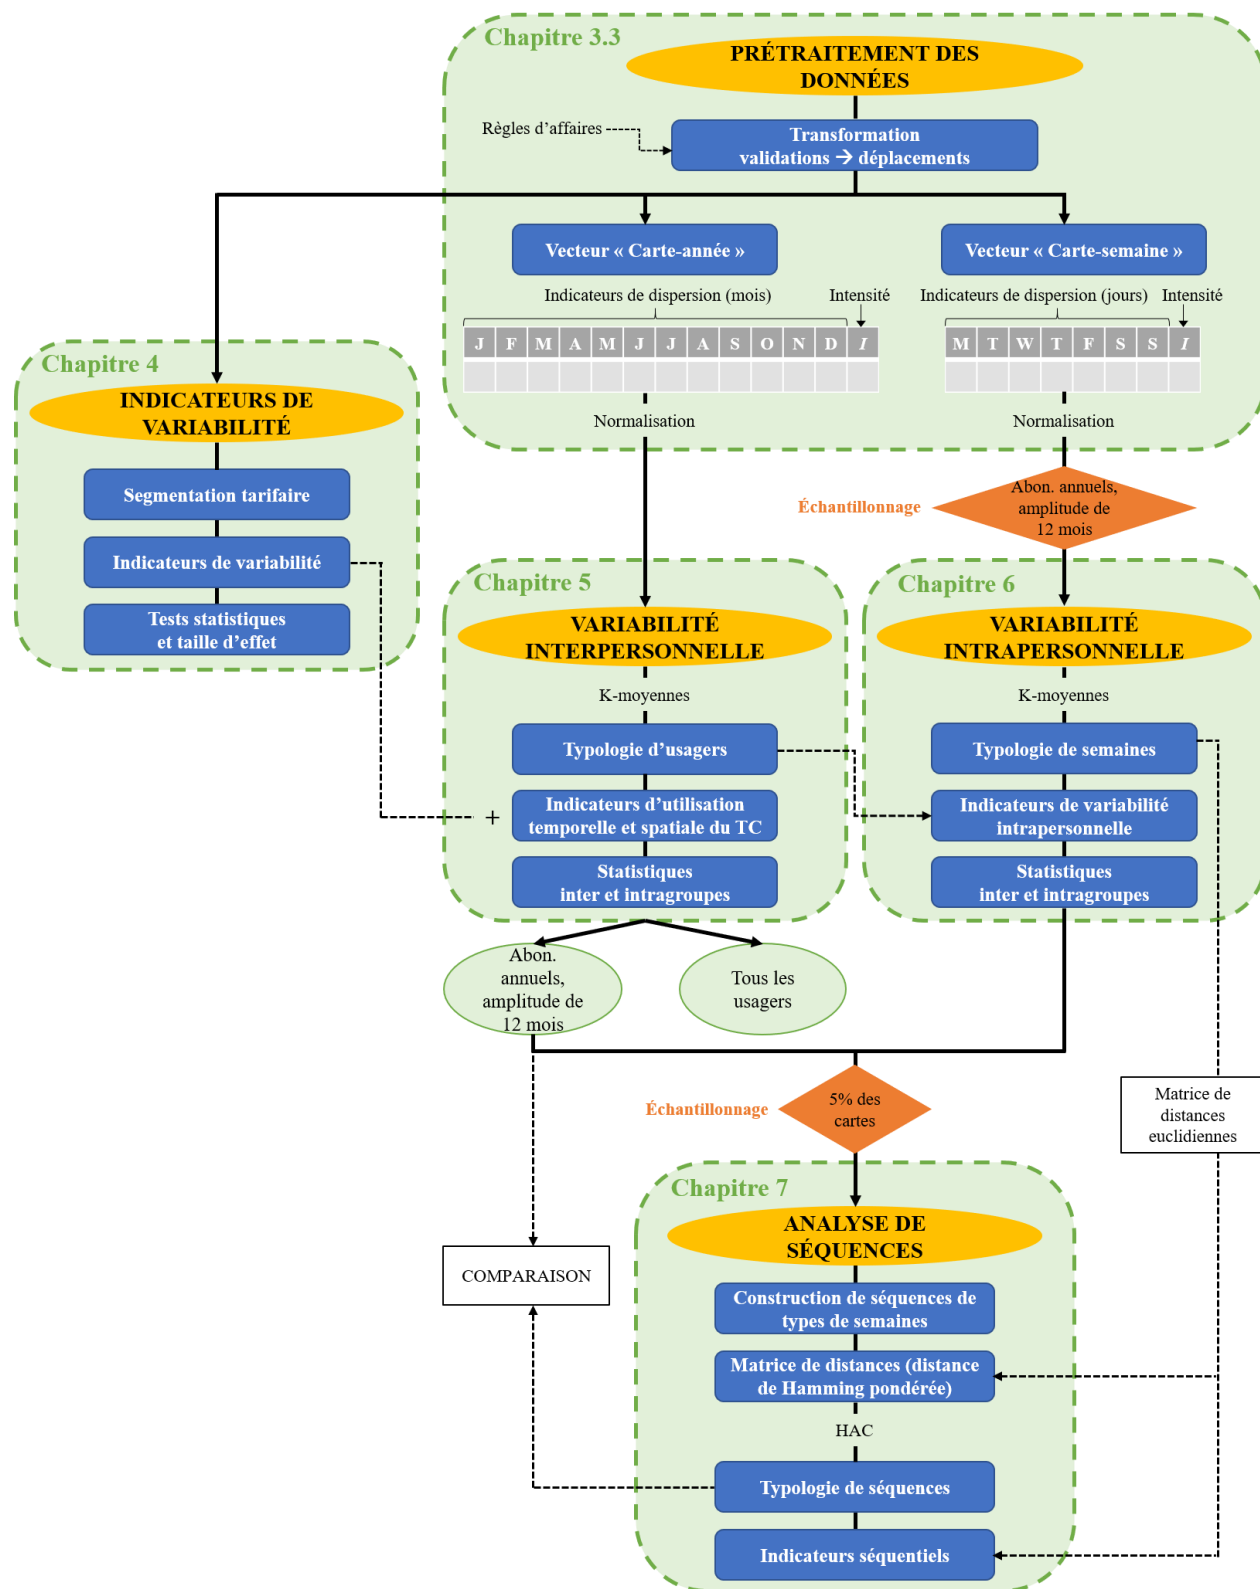 Chapitre 3.3
PRÉTRAITEMENT DES
DONNÉES
Règles d’affaires
Transformation
validations → déplacements
Vecteur « Carte-année »
Vecteur « Carte-semaine »
Indicateurs de dispersion (mois)
Intensité
Indicateurs de dispersion (jours)
Intensité
J F M A M J J A S O N D I
M T W T F S S I
Normalisation
Normalisation
Chapitre 4
INDICATEURS DE
VARIABILITÉ
Segmentation tarifaire
Indicateurs de variabilité
Tests statistiques
et taille d’effet
Échantillonnage
Abon. annuels,
amplitude de
12 mois
Chapitre 5
VARIABILITÉ
INTERPERSONNELLE
K-moyennes
Typologie d’usagers
+
Indicateurs d’utilisation
temporelle et spatiale du TC
Statistiques
inter et intragroupes
Chapitre 6
VARIABILITÉ
INTRAPERSONNELLE
K-moyennes
Typologie de semaines
Indicateurs de variabilité
intrapersonnelle
Statistiques
inter et intragroupes
Abon.
annuels,
amplitude de
12 mois
Tous les
usagers
Échantillonnage
5% des
cartes
Matrice de
distances
euclidiennes
Chapitre 7
ANALYSE DE
SÉQUENCES
COMPARAISON
Construction de séquences de
types de semaines
Matrice de distances (distance
de Hamming pondérée)
HAC
Typologie de séquences
Indicateurs séquentiels